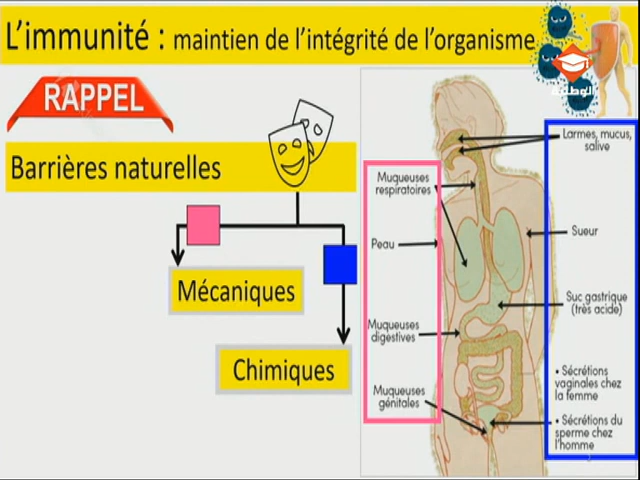 L'immunité : maintien de l'intégrité de l'organisme
الوطنية
RAPPEL
Barrières naturelles
Mécaniques
Chimiques
Muqueuses
respiratoires
Peau
Muqueuses
digestives
Muqueuses
génitales
Larmes, mucus,
salive
Sueur
Suc gastrique
(très acide)
• Sécrétions
vaginales chez
la femme
• Sécrétions du
sperme chez
l'homme